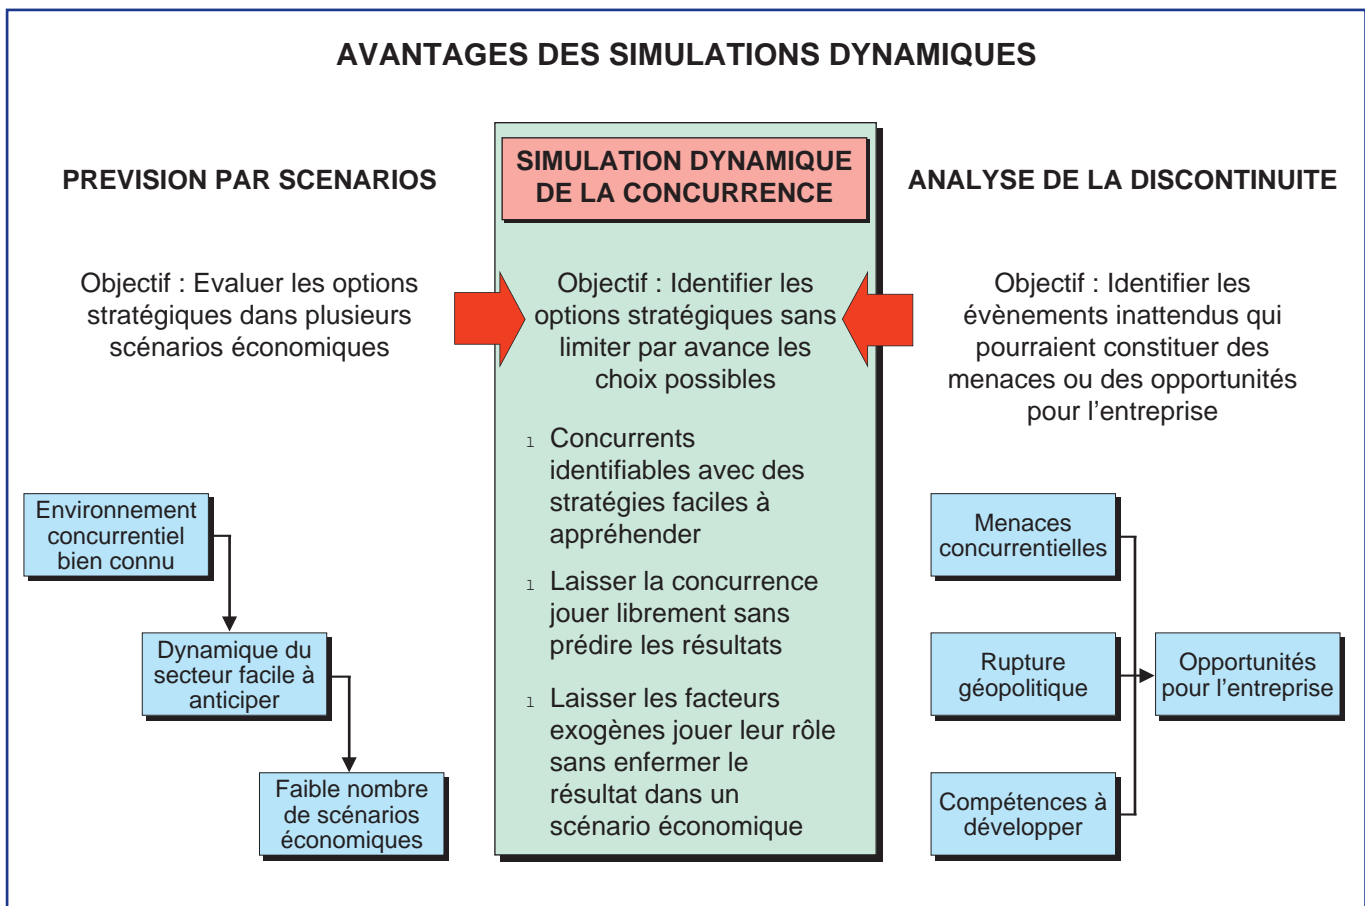 AVANTAGES DES SIMULATIONS DYNAMIQUES
PREVISION PAR SCENARIOS
Objectif : Evaluer les options
stratégiques dans plusieurs
scénarios économiques
Environnement
concurrentiel
bien connu
Dynamique du
secteur facile à
anticiper
Faible nombre
de scénarios
économiques
SIMULATION DYNAMIQUE
DE LA CONCURRENCE
Objectif : Identifier les
options stratégiques sans
limiter par avance les
choix possibles
l Concurrents
identifiables avec des
stratégies faciles à
appréhender
l Laisser la concurrence
jouer librement sans
prédire les résultats
l Laisser les facteurs
exogènes jouer leur rôle
sans enfermer le
résultat dans un
scénario économique
ANALYSE DE LA DISCONTINUITE
Objectif : Identifier les
évènements inattendus qui
pourraient constituer des
menaces ou des opportunités
pour l’entreprise
Menaces
concurrentielles
Rupture
géopolitique
Compétences à
développer
Opportunités
pour l’entreprise